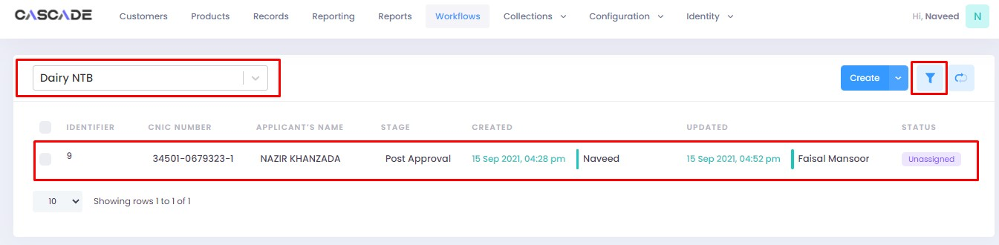 CASCADE Customers Products Records Reporting Reports Workflows Collections Configuration Identity Hi, Naveed N
Dairy NTB Create
IDENTIFIER CNIC NUMBER APPLICANT'S NAME STAGE CREATED UPDATED STATUS
9 34501-0679323-1 NAZIR KHANZADA Post Approval 15 Sep 2021, 04:28 pm Naveed 15 Sep 2021, 04:52 pm Faisal Mansoor Unassigned
10 Showing rows 1 to 1 of 1